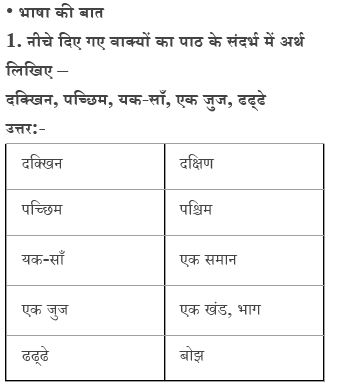 • भाषा की बात
1. नीचे दिए गए वाक्यों का पाठ के संदर्भ में अर्थ
लिखिए –
दक्खिन, पच्छिम, यक-साँ, एक जुज, ढढ्ढे
उत्तर:-
दक्खिन दक्षिण
पच्छिम पश्चिम
यक-साँ एक समान
एक जुज एक खंड, भाग
ढढ्ढे बोझ